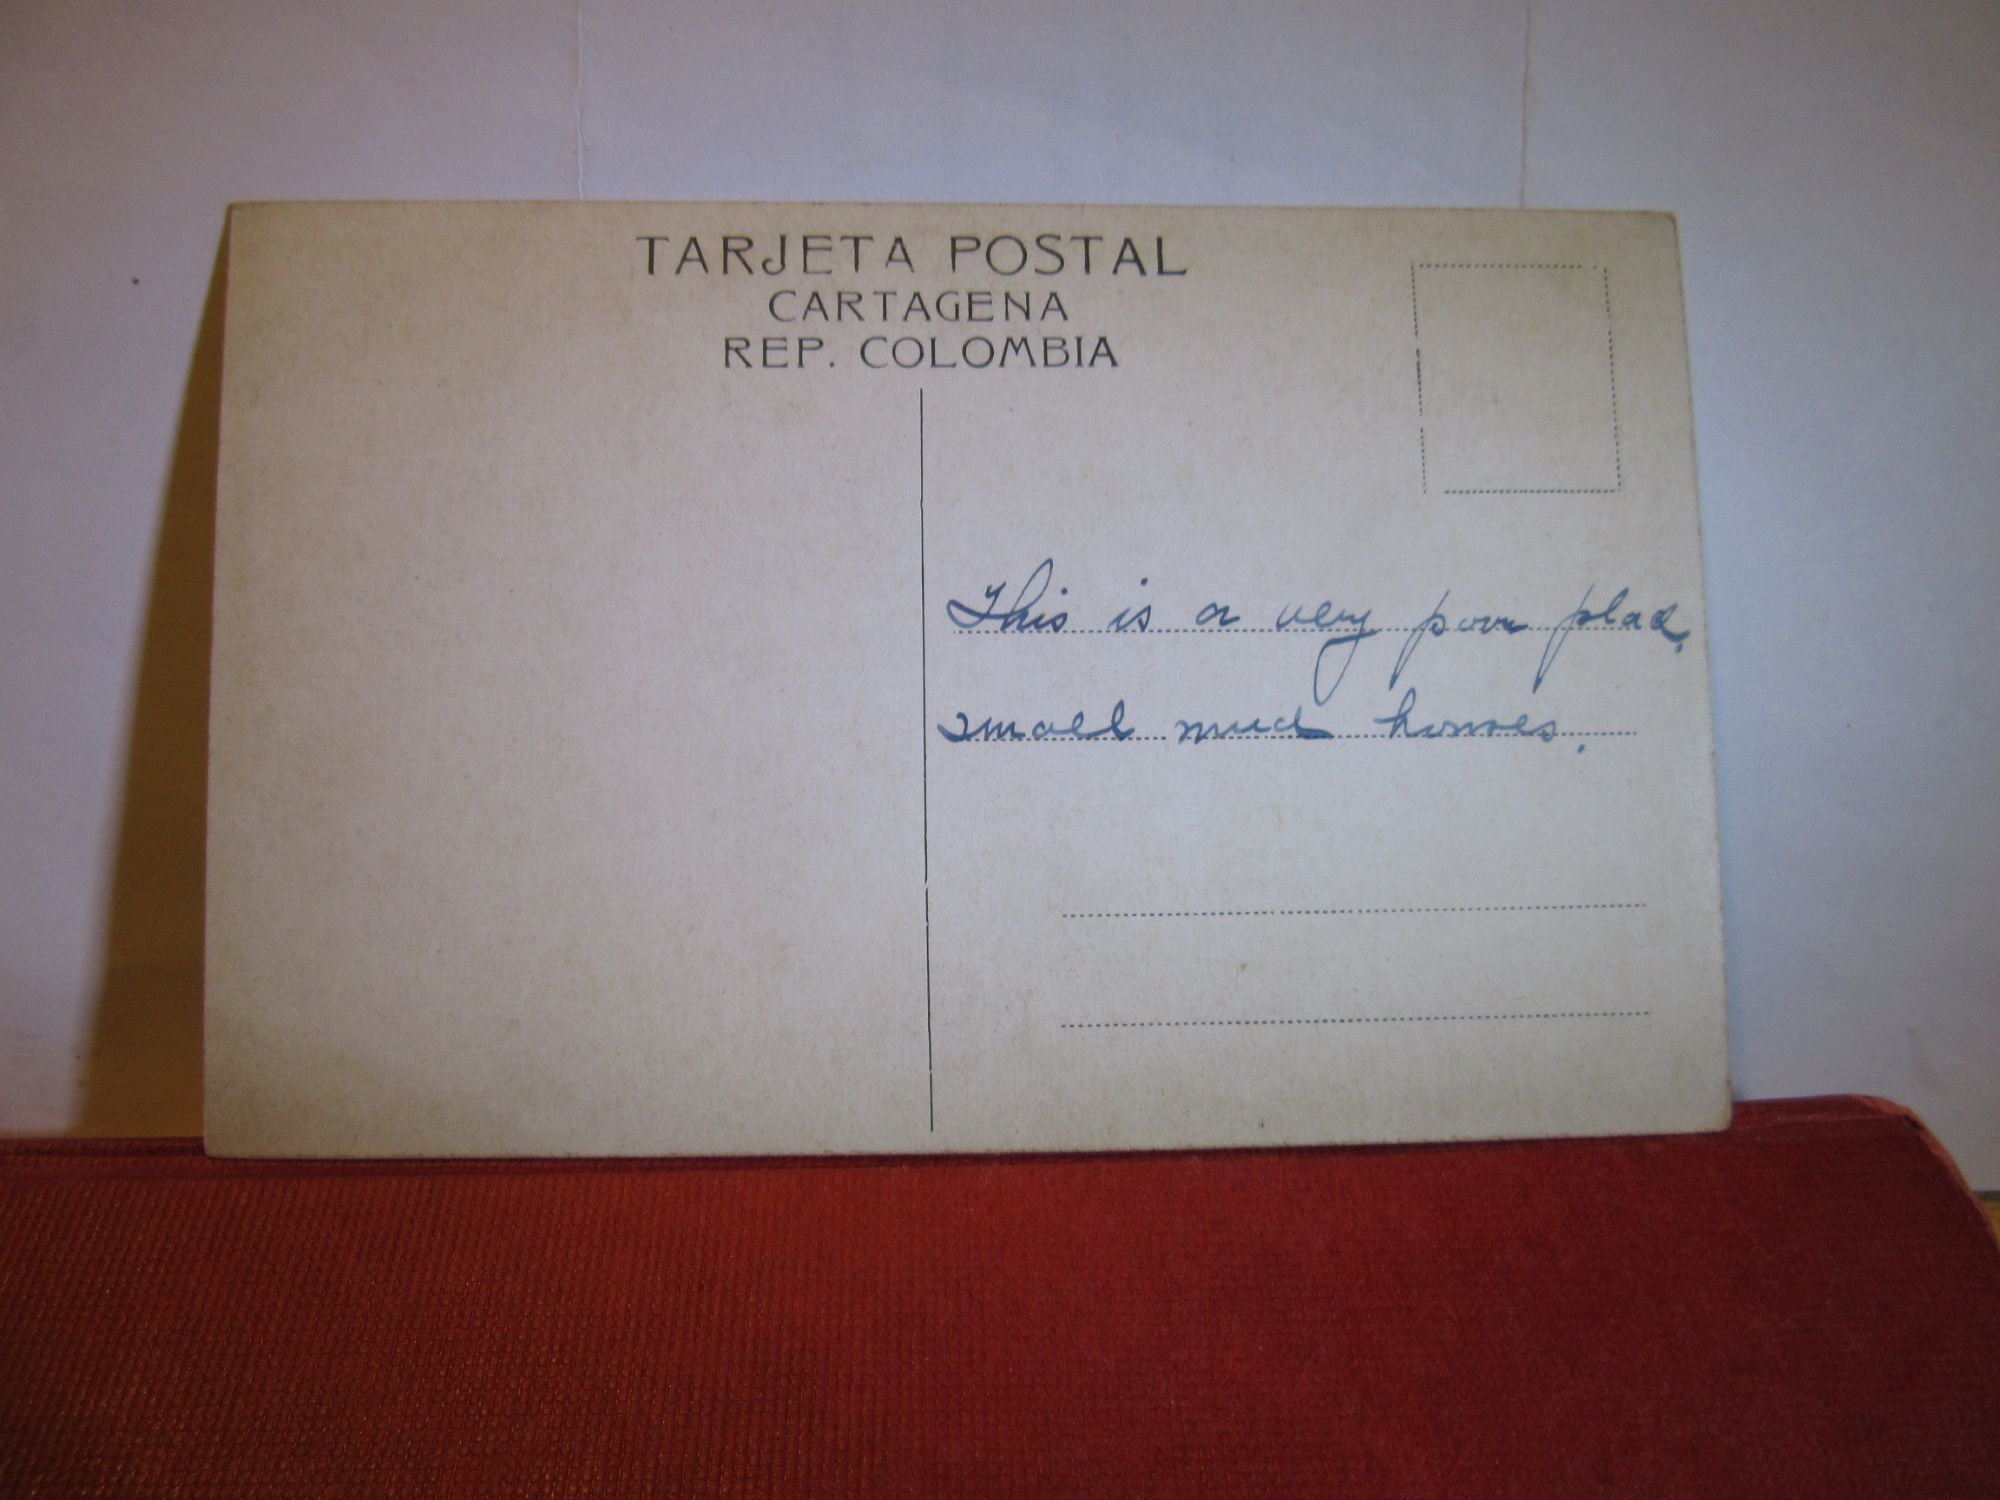 TARJETA POSTAL
CARTAGENA
REP. COLOMBIA
This is a very poor place,
small mud houses.